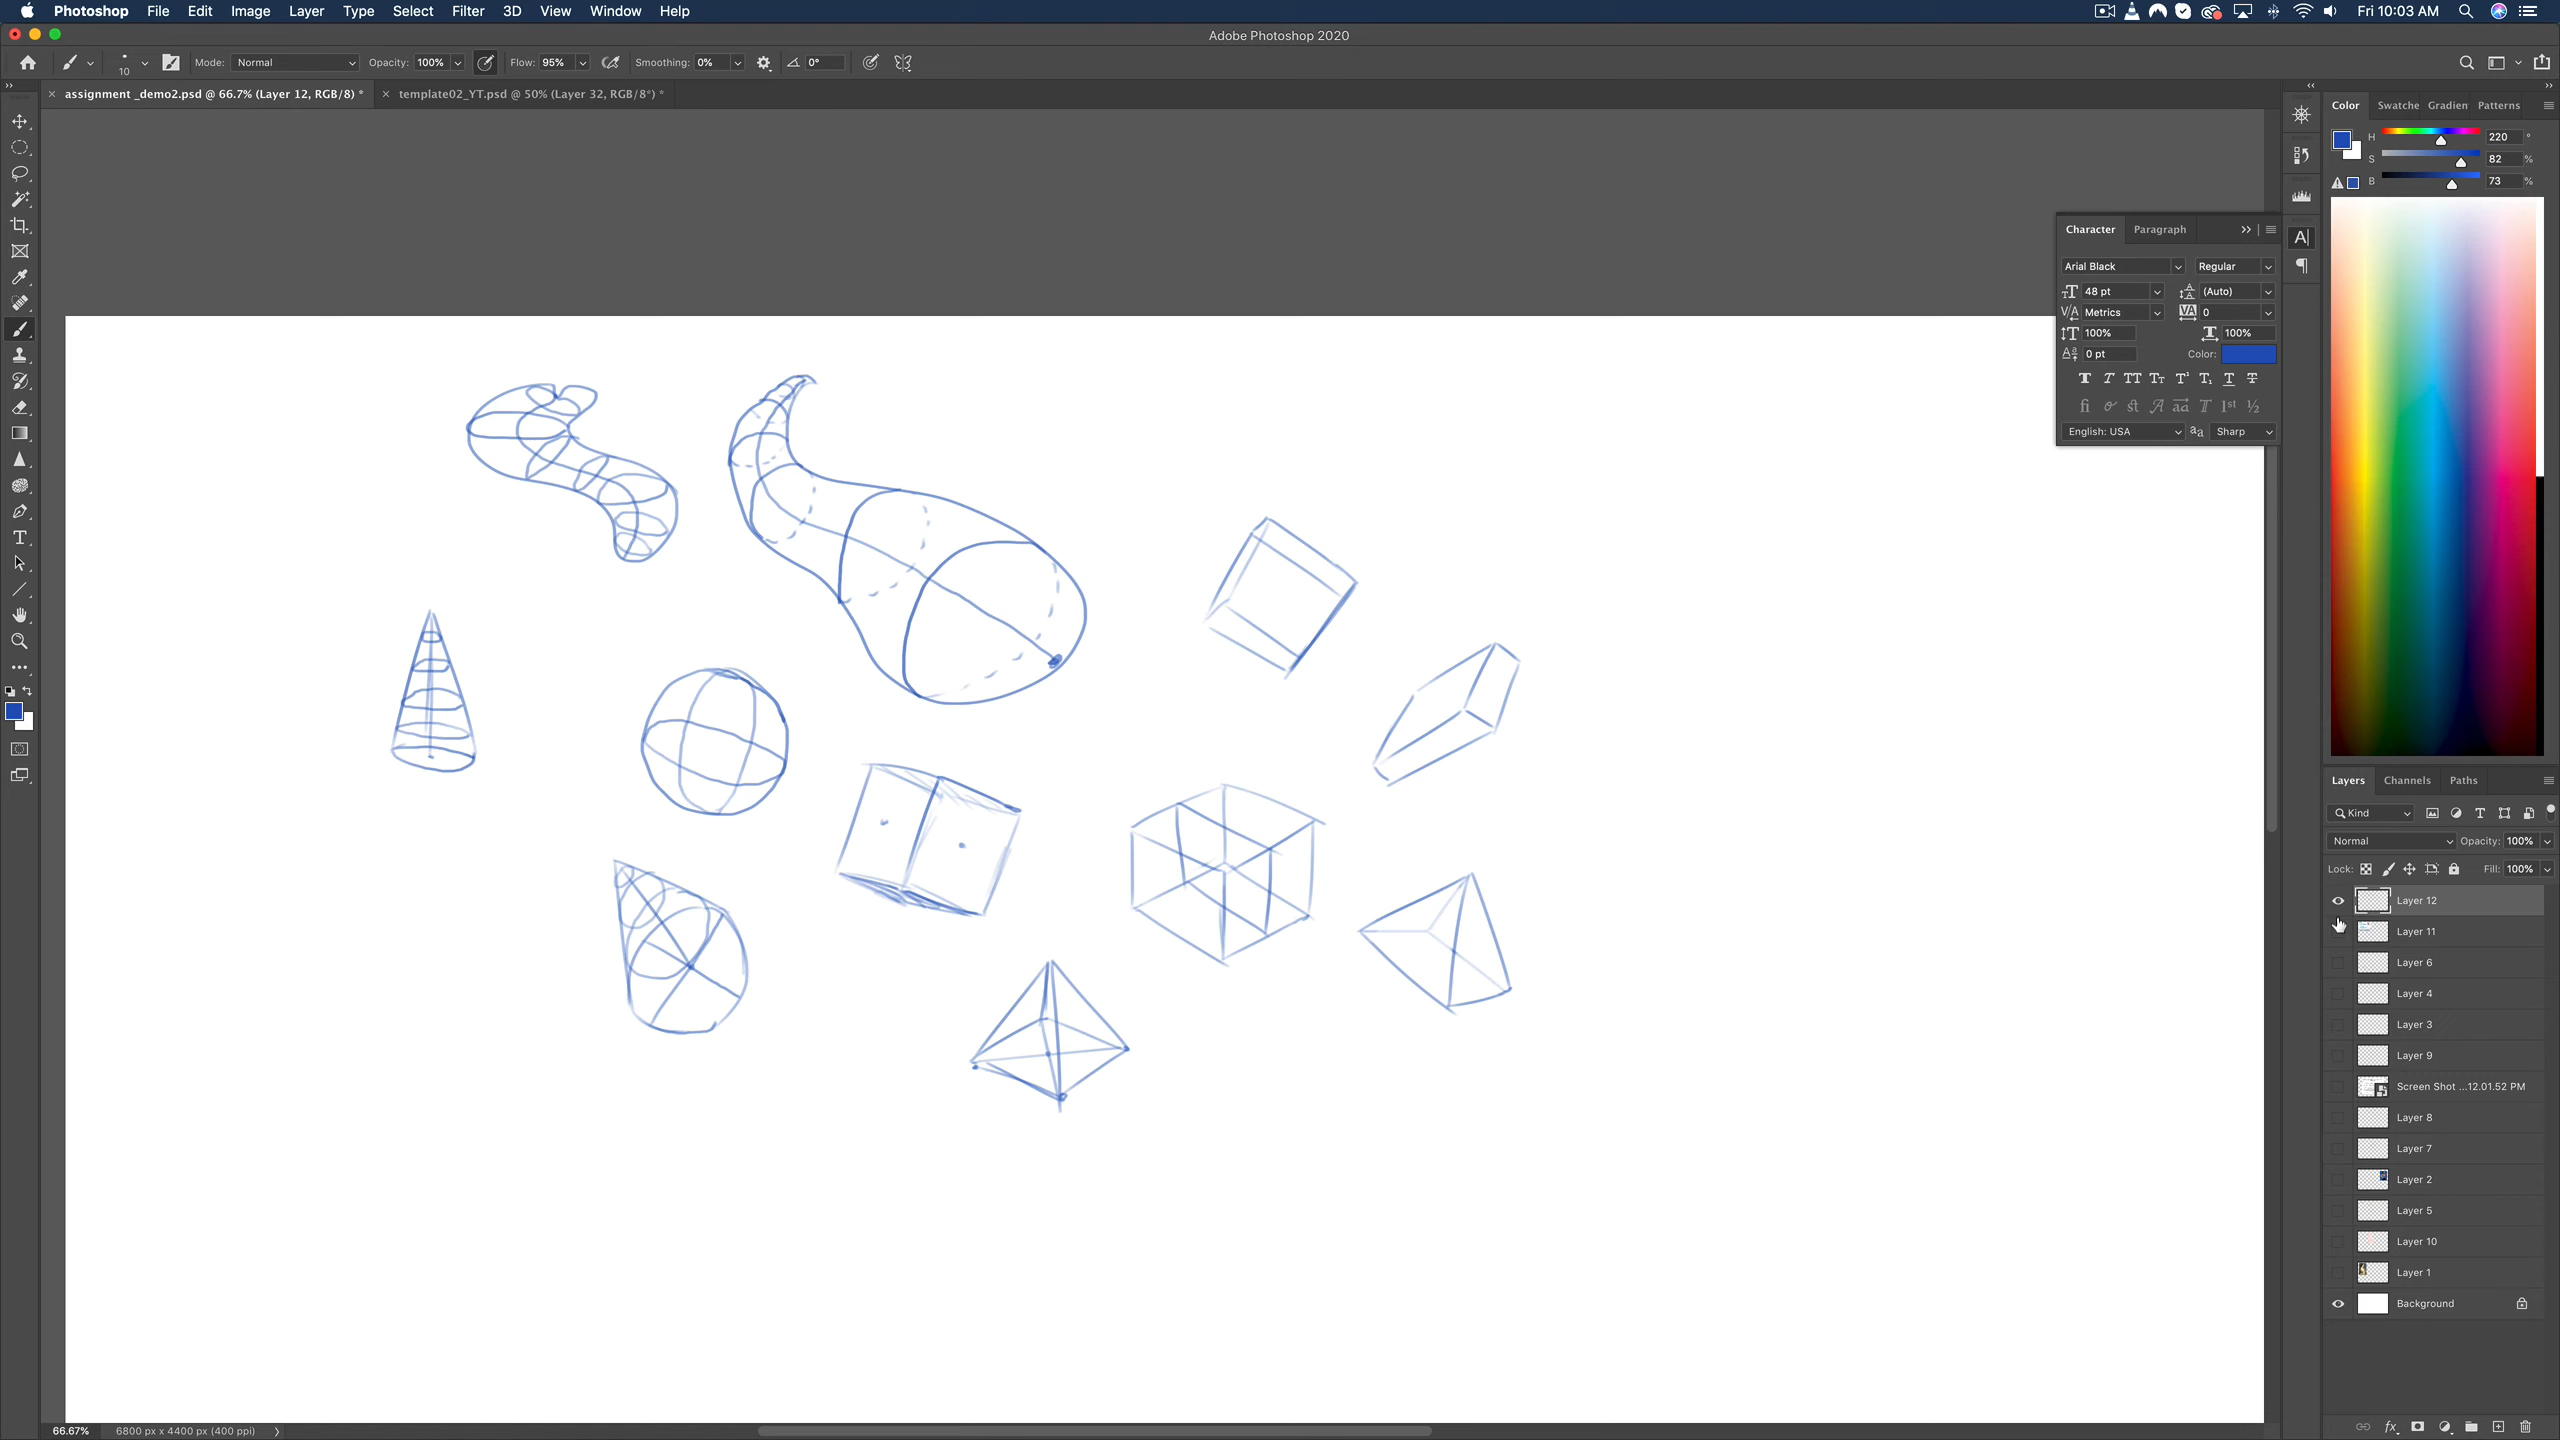 Photoshop File Edit Image Layer Type Select Filter 3D View Window Help Fri 10:03 AM
Adobe Photoshop 2020
10 Mode: Normal Opacity: 100% Flow: 95% Smoothing: 0% 0°
assignment _demo2.psd @ 66.7% (Layer 12, RGB/8) * template02_YT.psd @ 50% (Layer 32, RGB/8*) *
Color Swatche Gradien Patterns
H 220 °
S 82 %
B 73 %
Character Paragraph
Arial Black Regular
48 pt (Auto)
Metrics 0
100% 100%
0 pt Color:
English: USA Sharp
Layers Channels Paths
Kind
Normal Opacity: 100%
Lock: Fill: 100%
Layer 12
Layer 11
Layer 6
Layer 4
Layer 3
Layer 9
Screen Shot ...12.01.52 PM
Layer 8
Layer 7
Layer 2
Layer 5
Layer 10
Layer 1
Background
66.67% 6800 px x 4400 px (400 ppi)